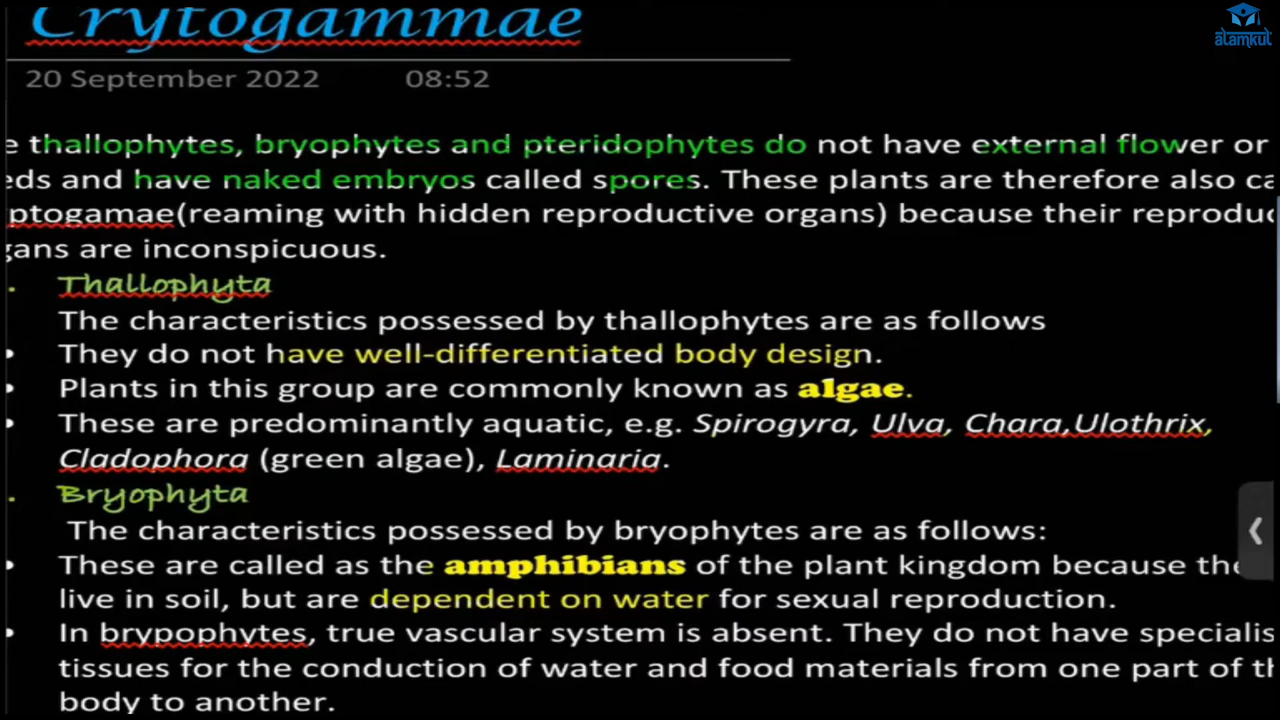 Crytogammae
alamkul
20 September 2022 08:52
e thallophytes, bryophytes and pteridophytes do not have external flower or
eds and have naked embryos called spores. These plants are therefore also ca
ptogamae(reaming with hidden reproductive organs) because their reproduc
gans are inconspicuous.
Thallophyta
The characteristics possessed by thallophytes are as follows
• They do not have well-differentiated body design.
• Plants in this group are commonly known as algae.
• These are predominantly aquatic, e.g. Spirogyra, Ulva, Chara,Ulothrix,
Cladophora (green algae), Laminaria.
Bryophyta
The characteristics possessed by bryophytes are as follows:
• These are called as the amphibians of the plant kingdom because the
live in soil, but are dependent on water for sexual reproduction.
• In brypophytes, true vascular system is absent. They do not have specialis
tissues for the conduction of water and food materials from one part of th
body to another.